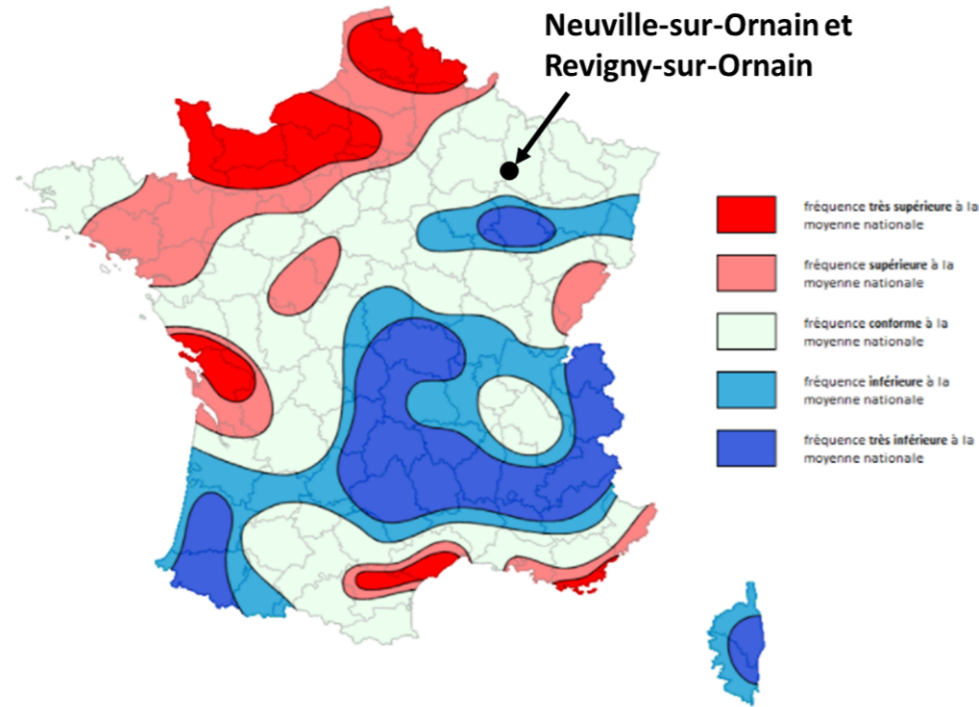 Neuville-sur-Ornain et
Revigny-sur-Ornain
fréquence très supérieure à la
moyenne nationale
fréquence supérieure à la
moyenne nationale
fréquence conforme à la
moyenne nationale
fréquence inférieure à la
moyenne nationale
fréquence très inférieure à la
moyenne nationale